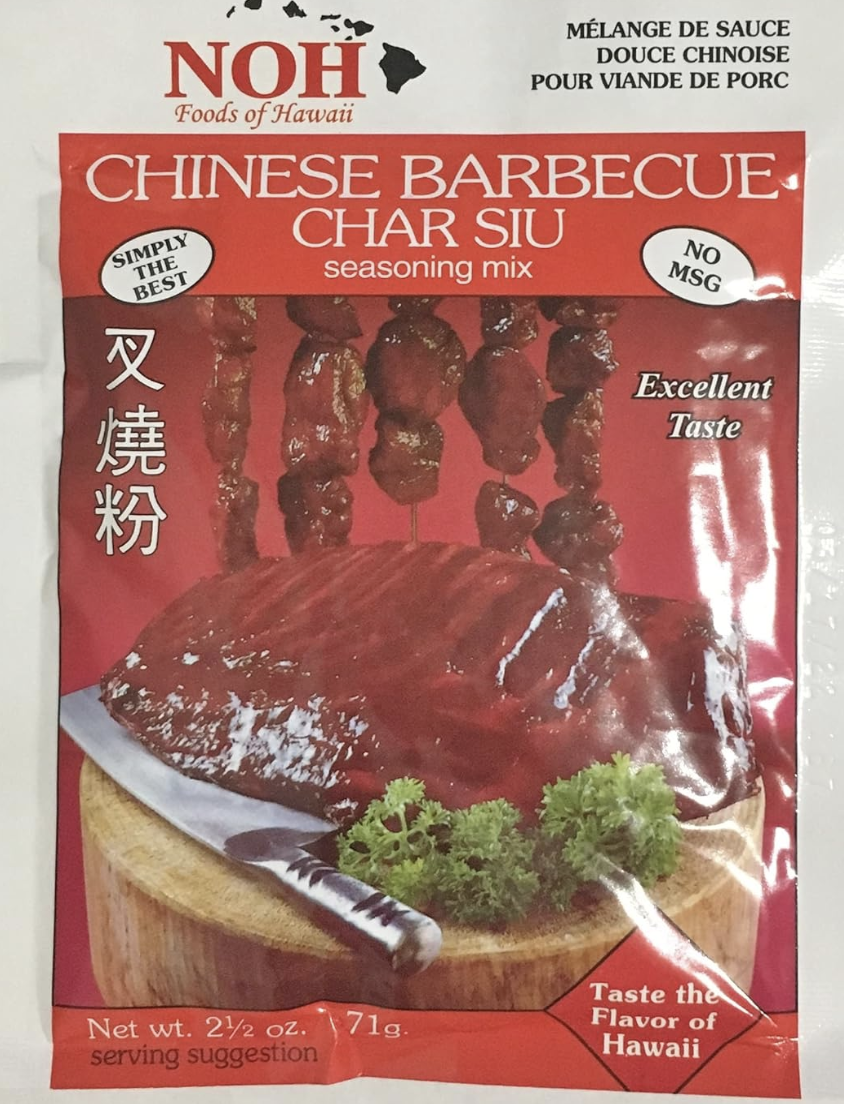 NOH
Foods of Hawaii
MÉLANGE DE SAUCE
DOUCE CHINOISE
POUR VIANDE DE PORC
CHINESE BARBECUE
CHAR SIU
seasoning mix
SIMPLY
THE
BEST
NO
MSG
叉燒粉
Excellent
Taste
Net wt. 2½ oz. 71g.
serving suggestion
Taste the
Flavor of
Hawaii